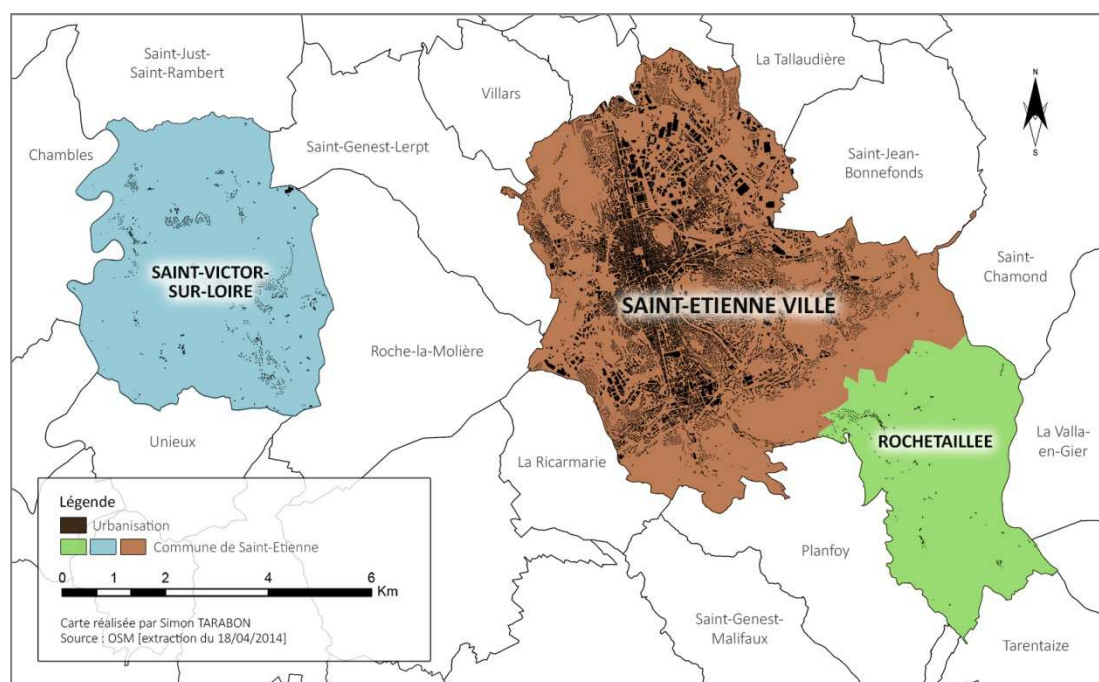 Saint-Just-
Saint-Rambert
La Tallaudière
Villars
N
S
Chambles
Saint-Genest-Lerpt
Saint-Jean-
Bonnefonds
SAINT-VICTOR-
SUR-LOIRE
Saint-
Chamond
SAINT-ETIENNE VILLE
Roche-la-Molière
Unieux
La Ricarmarie
ROCHETAILLEE
La Valla-
en-Gier
Planfoy
Saint-Genest-
Malifaux
Tarentaize
Légende
Urbanisation
Commune de Saint-Etienne
0 1 2 4 6
Km
Carte réalisée par Simon TARABON
Source : OSM [extraction du 18/04/2014]